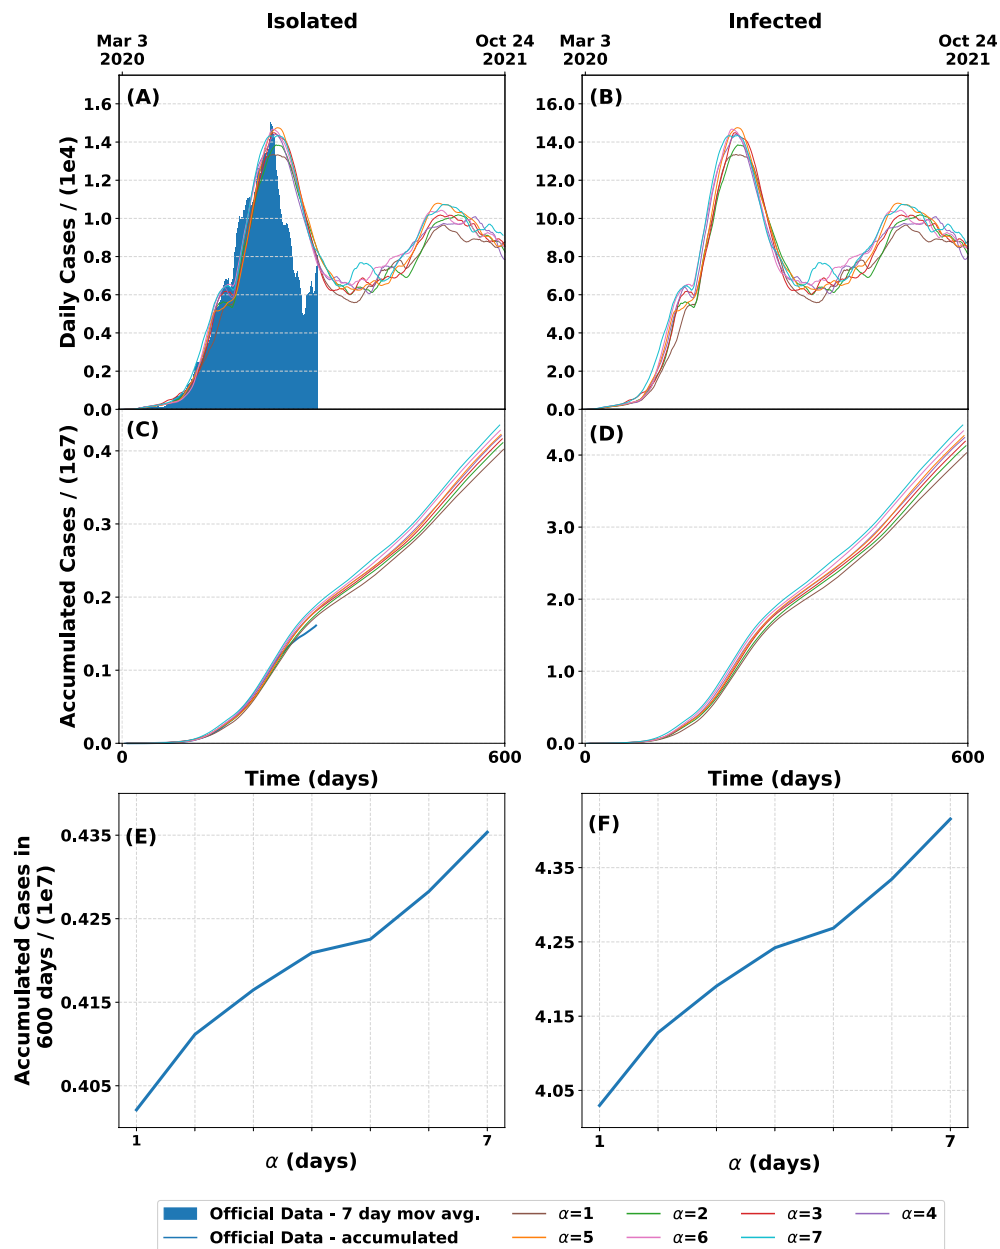 Isolated
Infected
Mar 3
2020
Oct 24
2021
Mar 3
2020
Oct 24
2021
(A)
(B)
Daily Cases / (1e4)
1.6
1.4
1.2
1.0
0.8
0.6
0.4
0.2
0.0
16.0
14.0
12.0
10.0
8.0
6.0
4.0
2.0
0.0
(C)
(D)
Accumulated Cases / (1e7)
0.4
0.3
0.2
0.1
0.0
4.0
3.0
2.0
1.0
0.0
0
600
0
600
Time (days)
Time (days)
(E)
(F)
Accumulated Cases in
600 days / (1e7)
0.435
0.425
0.415
0.405
4.35
4.25
4.15
4.05
1
7
1
7
α (days)
α (days)
Official Data - 7 day mov avg.
Official Data - accumulated
α=1
α=2
α=3
α=4
α=5
α=6
α=7